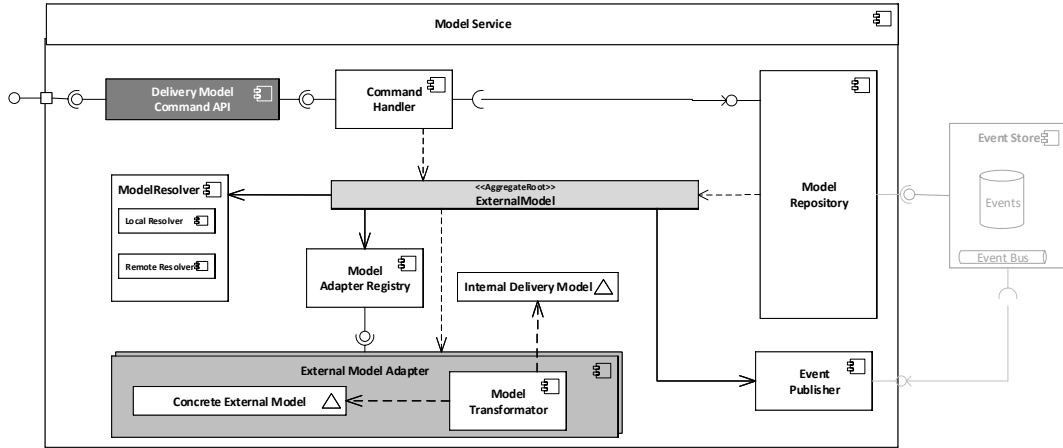 Model Service
Delivery Model
Command API
Command
Handler
Event Store
Events
Event Bus
ModelResolver
Local Resolver
Remote Resolver
<<AggregateRoot>>
ExternalModel
Model
Repository
Model
Adapter Registry
Internal Delivery Model
External Model Adapter
Concrete External Model
Model
Transformator
Event
Publisher